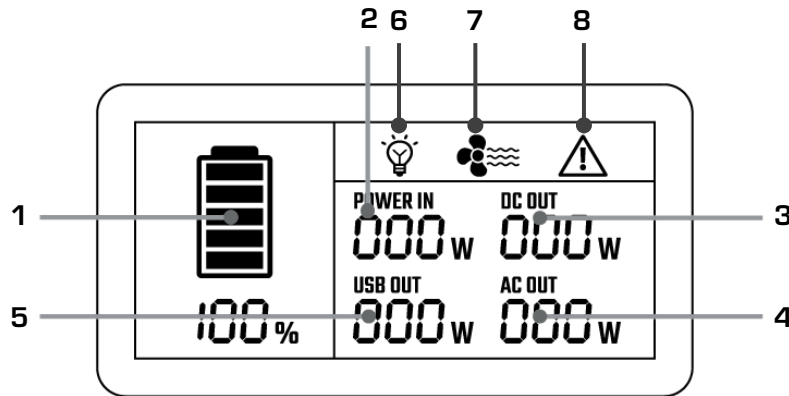 2 6 7 8
POWER IN DC OUT
1 000 W 000 W 3
USB OUT AC OUT
5 100 % 000 W 000 W 4